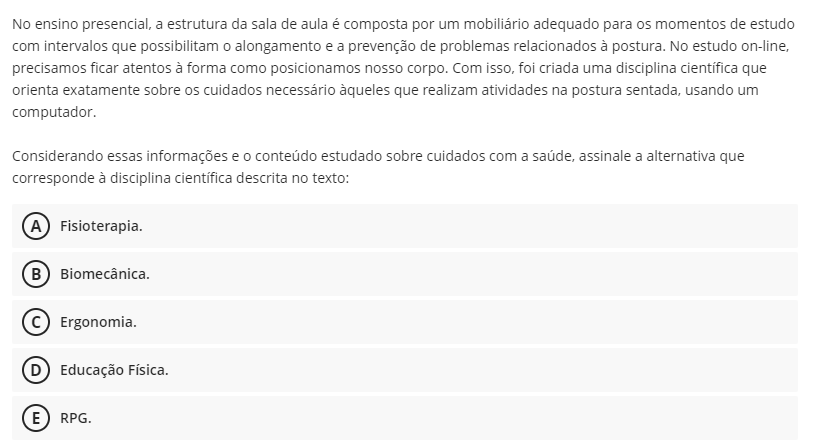 No ensino presencial, a estrutura da sala de aula é composta por um mobiliário adequado para os momentos de estudo
com intervalos que possibilitam o alongamento e a prevenção de problemas relacionados à postura. No estudo on-line,
precisamos ficar atentos à forma como posicionamos nosso corpo. Com isso, foi criada uma disciplina científica que
orienta exatamente sobre os cuidados necessário àqueles que realizam atividades na postura sentada, usando um
computador.
Considerando essas informações e o conteúdo estudado sobre cuidados com a saúde, assinale a alternativa que
corresponde à disciplina científica descrita no texto:
A Fisioterapia.
B Biomecânica.
C Ergonomia.
D Educação Física.
E RPG.